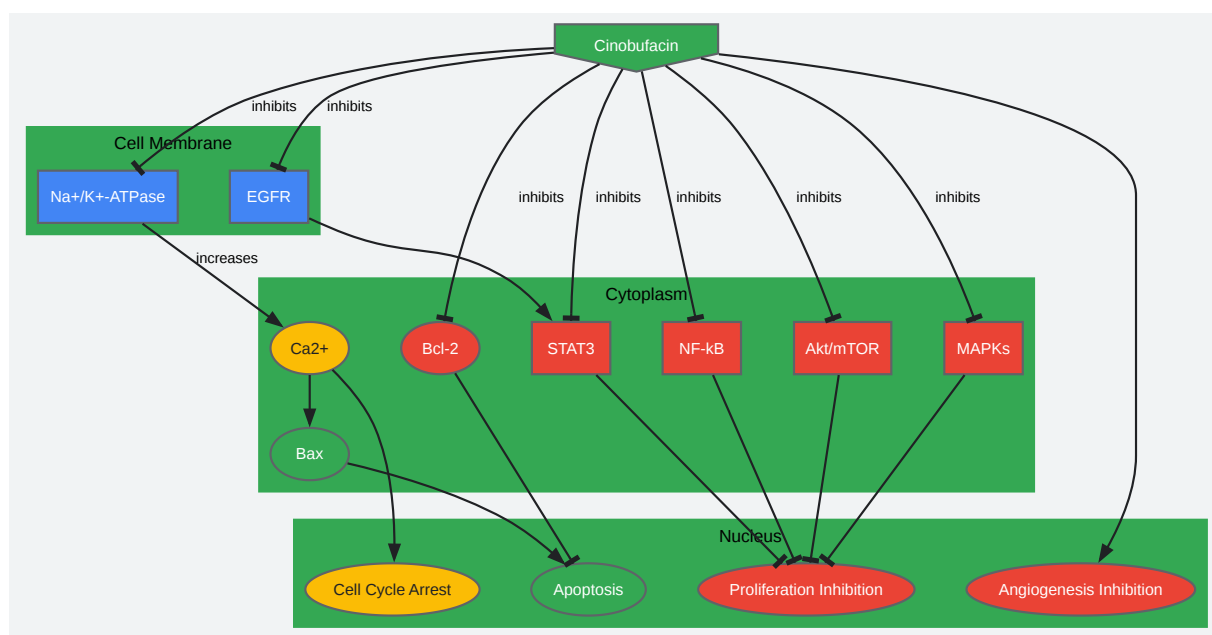 Cinobufacin
inhibits
inhibits
Cell Membrane
Na+/K+-ATPase
EGFR
inhibits
inhibits
inhibits
inhibits
inhibits
increases
Cytoplasm
Ca2+
Bcl-2
STAT3
NF-kB
Akt/mTOR
MAPKs
Bax
Nucleus
Cell Cycle Arrest
Apoptosis
Proliferation Inhibition
Angiogenesis Inhibition